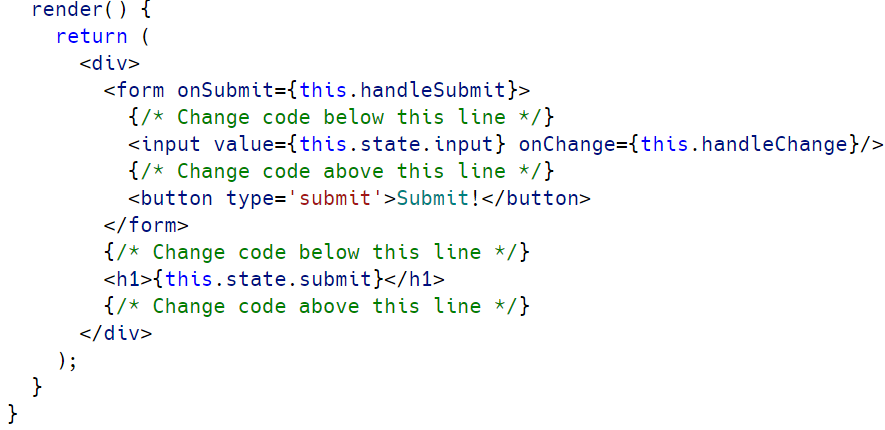 render() {
return (
<div>
<form onSubmit={this.handleSubmit}>
{/* Change code below this line */}
<input value={this.state.input} onChange={this.handleChange}/>
{/* Change code above this line */}
<button type='submit'>Submit!</button>
</form>
{/* Change code below this line */}
<h1>{this.state.submit}</h1>
{/* Change code above this line */}
</div>
);
}
}